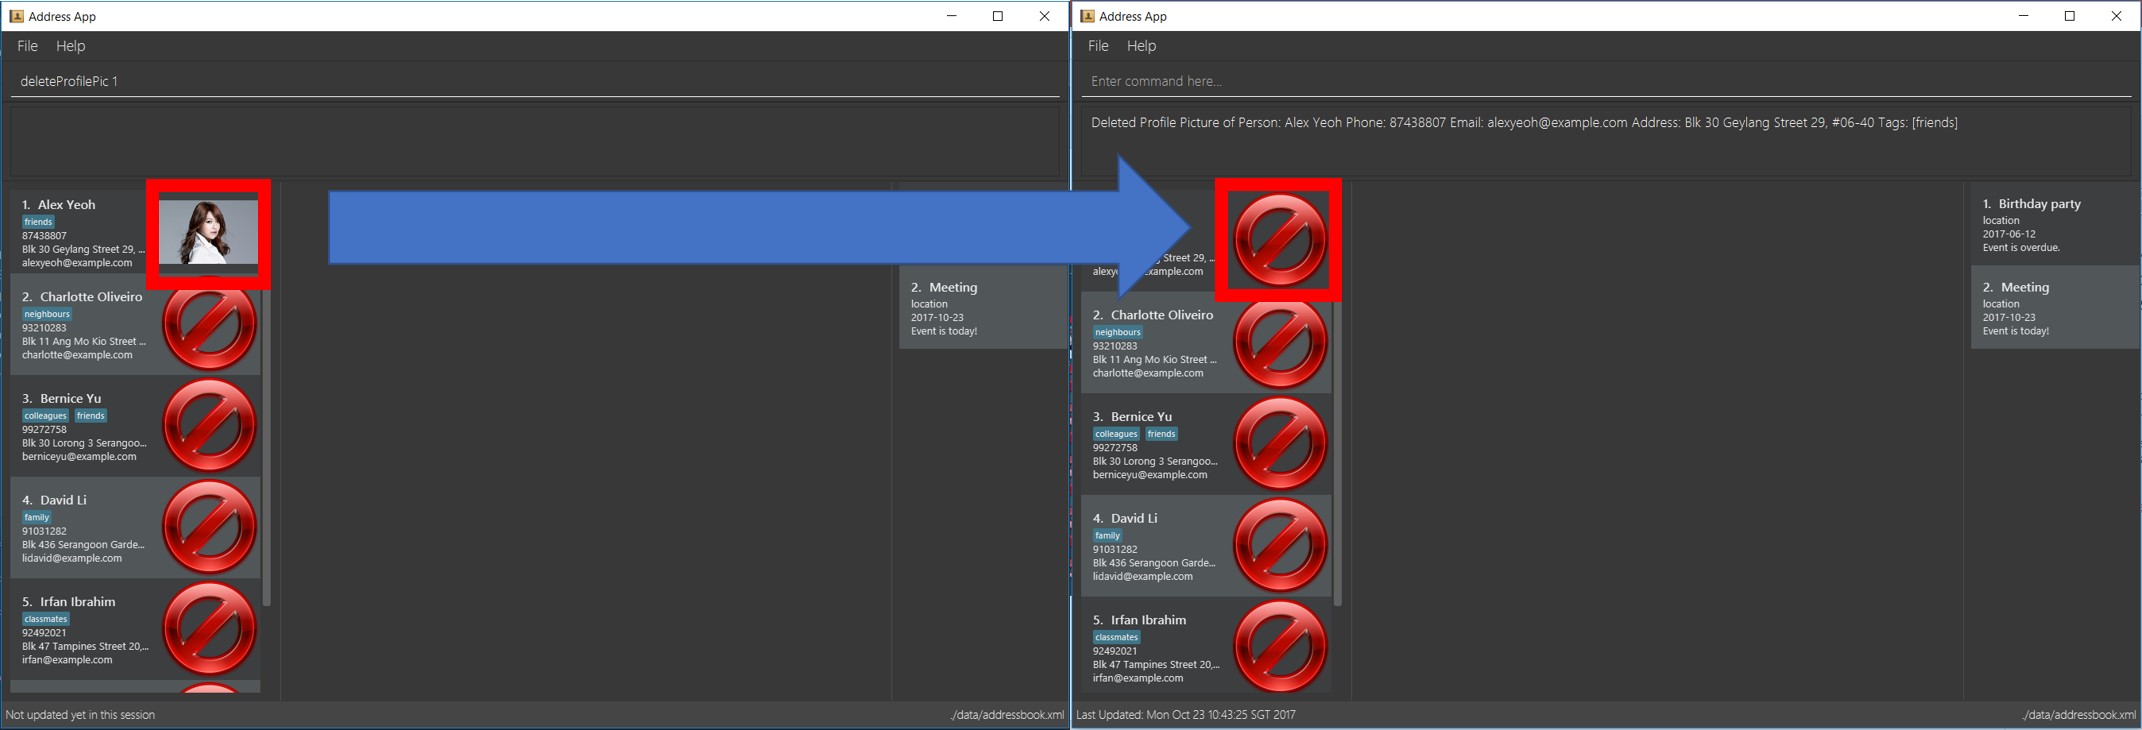 Address App
File Help
deleteProfilePic 1
1. Alex Yeoh
friends
87438807
Blk 30 Geylang Street 29, ...
alexyeoh@example.com
2. Charlotte Oliveiro
neighbours
93210283
Blk 11 Ang Mo Kio Street ...
charlotte@example.com
3. Bernice Yu
colleagues friends
99272758
Blk 30 Lorong 3 Serangoo...
berniceyu@example.com
4. David Li
family
91031282
Blk 436 Serangoon Garde...
lidavid@example.com
5. Irfan Ibrahim
classmates
92492021
Blk 47 Tampines Street 20,...
irfan@example.com
2. Meeting
location
2017-10-23
Event is today!
Not updated yet in this session
./data/addressbook.xml
Address App
File Help
Enter command here...
Deleted Profile Picture of Person: Alex Yeoh Phone: 87438807 Email: alexyeoh@example.com Address: Blk 30 Geylang Street 29, #06-40 Tags: [friends]
g Street 29, ...
alexy example.com
2. Charlotte Oliveiro
neighbours
93210283
Blk 11 Ang Mo Kio Street ...
charlotte@example.com
3. Bernice Yu
colleagues friends
99272758
Blk 30 Lorong 3 Serangoo...
berniceyu@example.com
4. David Li
family
91031282
Blk 436 Serangoon Garde...
lidavid@example.com
5. Irfan Ibrahim
classmates
92492021
Blk 47 Tampines Street 20,...
irfan@example.com
1. Birthday party
location
2017-06-12
Event is overdue.
2. Meeting
location
2017-10-23
Event is today!
Last Updated: Mon Oct 23 10:43:25 SGT 2017
./data/addressbook.xml